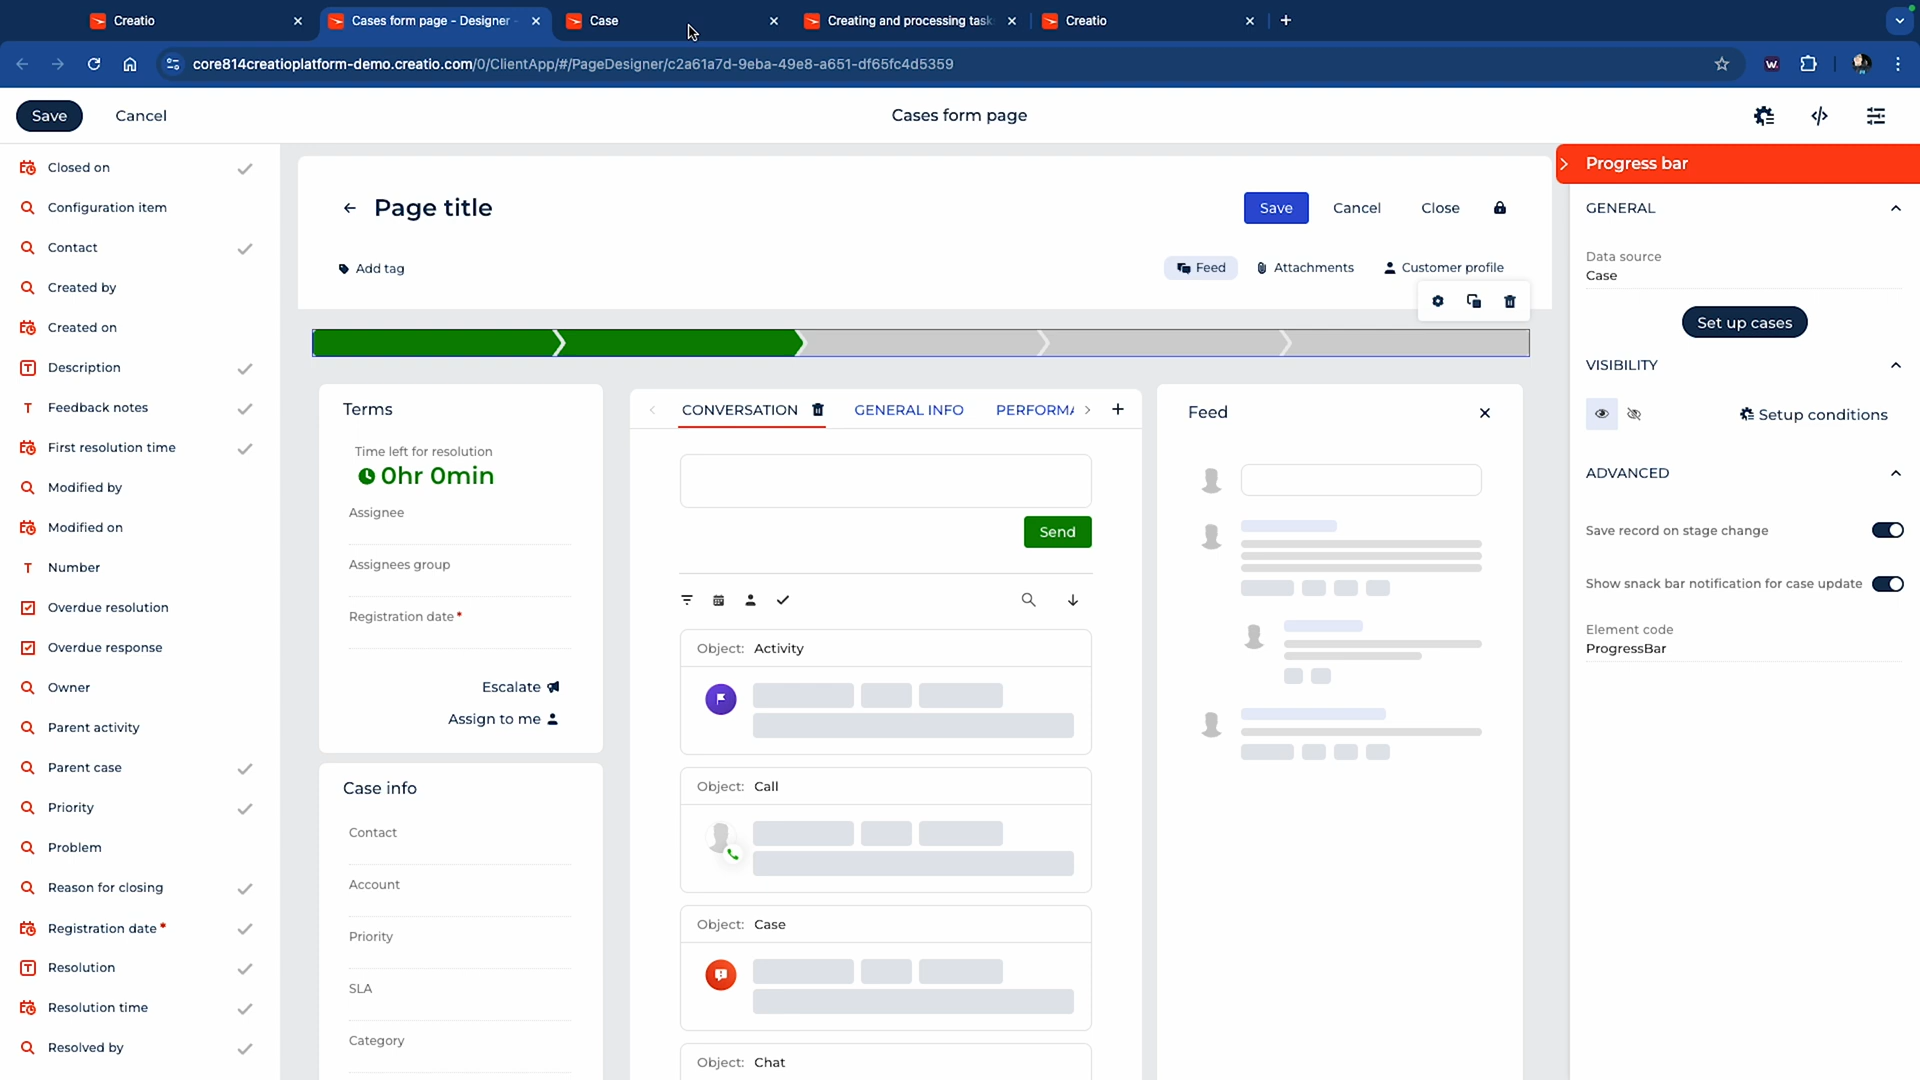 Creatio
Cases form page - Designer
Case
Creating and processing task
Creatio
core814creatioplatform-demo.creatio.com/0/ClientApp/#/PageDesigner/c2a61a7d-9eba-49e8-a651-df65fc4d5359
Save
Cancel
Cases form page
Closed on
Configuration item
Contact
Created by
Created on
Description
Feedback notes
First resolution time
Modified by
Modified on
Number
Overdue resolution
Overdue response
Owner
Parent activity
Parent case
Priority
Problem
Reason for closing
Registration date *
Resolution
Resolution time
Resolved by
Page title
Save
Cancel
Close
Add tag
Feed
Attachments
Customer profile
Terms
Time left for resolution
0hr 0min
Assignee
Assignees group
Registration date *
Escalate
Assign to me
Case info
Contact
Account
Priority
SLA
Category
CONVERSATION
GENERAL INFO
PERFORMA
Send
Object: Activity
Object: Call
Object: Case
Object: Chat
Feed
Progress bar
GENERAL
Data source
Case
Set up cases
VISIBILITY
Setup conditions
ADVANCED
Save record on stage change
Show snack bar notification for case update
Element code
ProgressBar